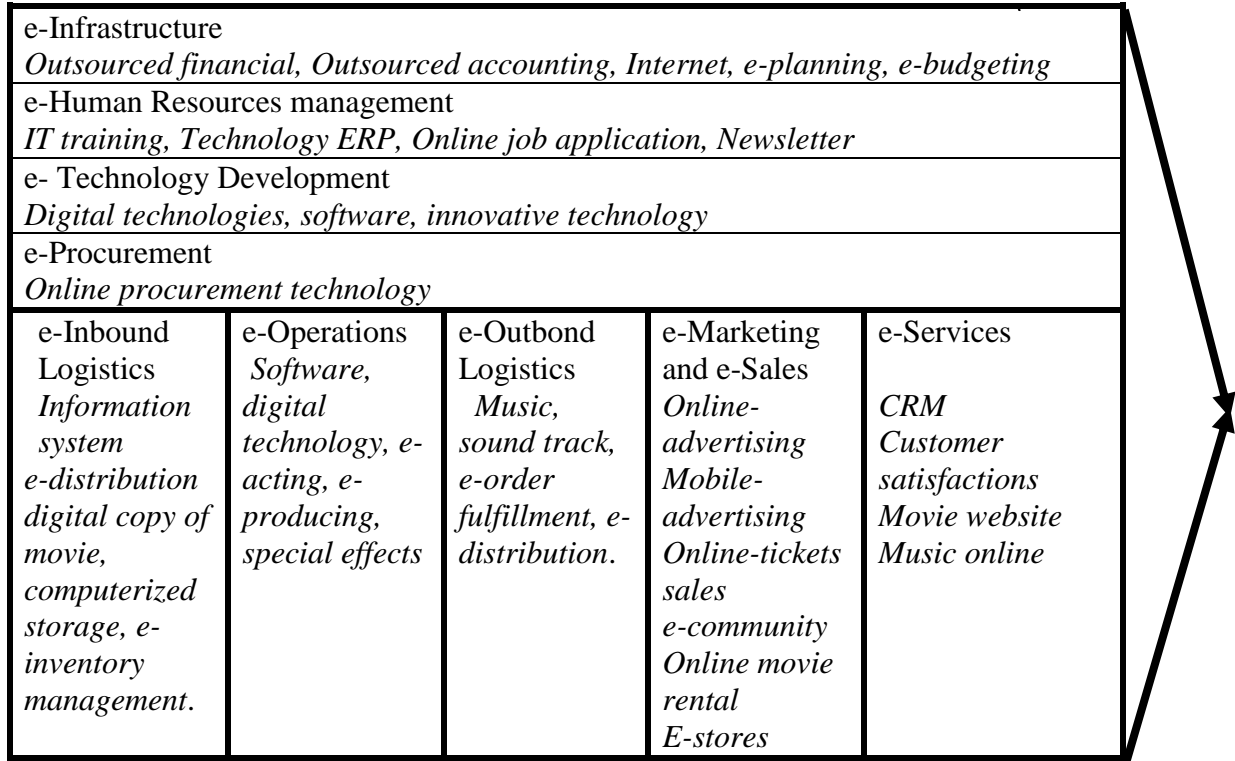 e-Infrastructure
Outsourced financial, Outsourced accounting, Internet, e-planning, e-budgeting
e-Human Resources management
IT training, Technology ERP, Online job application, Newsletter
e- Technology Development
Digital technologies, software, innovative technology
e-Procurement
Online procurement technology
e-Inbound
Logistics
Information
system
e-distribution
digital copy of
movie,
computerized
storage, e-
inventory
management.
e-Operations
Software,
digital
technology, e-
acting, e-
producing,
special effects
e-Outbond
Logistics
Music,
sound track,
e-order
fulfillment, e-
distribution.
e-Marketing
and e-Sales
Online-
advertising
Mobile-
advertising
Online-tickets
sales
e-community
Online movie
rental
E-stores
e-Services
CRM
Customer
satisfactions
Movie website
Music online